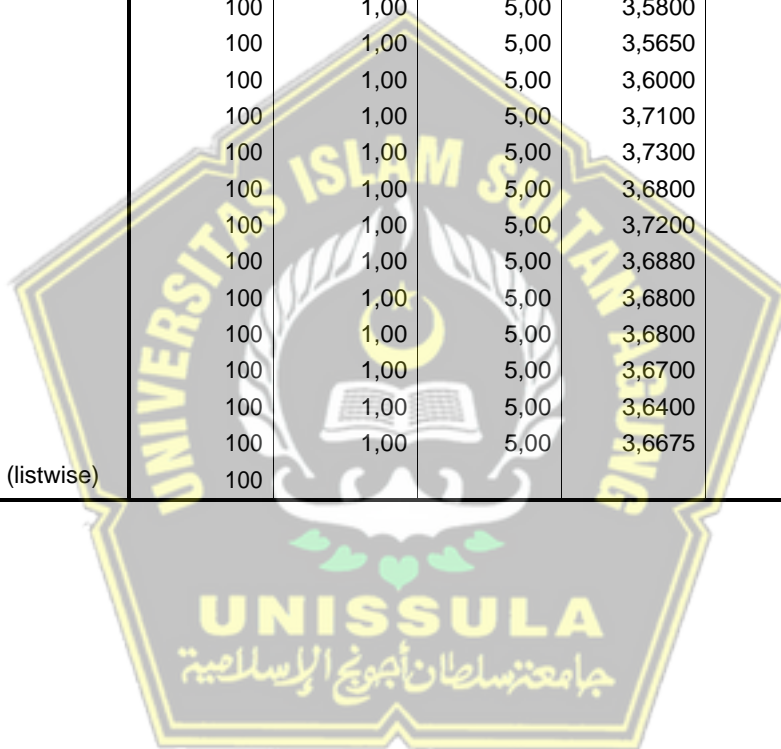 100 1,00 5,00 3,5800
100 1,00 5,00 3,5650
100 1,00 5,00 3,6000
100 1,00 5,00 3,7100
100 1,00 5,00 3,7300
100 1,00 5,00 3,6800
100 1,00 5,00 3,7200
100 1,00 5,00 3,6880
100 1,00 5,00 3,6800
100 1,00 5,00 3,6800
100 1,00 5,00 3,6700
100 1,00 5,00 3,6400
100 1,00 5,00 3,6675
(listwise) 100
UNIVERSITAS ISLAM SULTAN AGUNG
UNISSULA
جامعتنسلطان أجونج الإسلامية